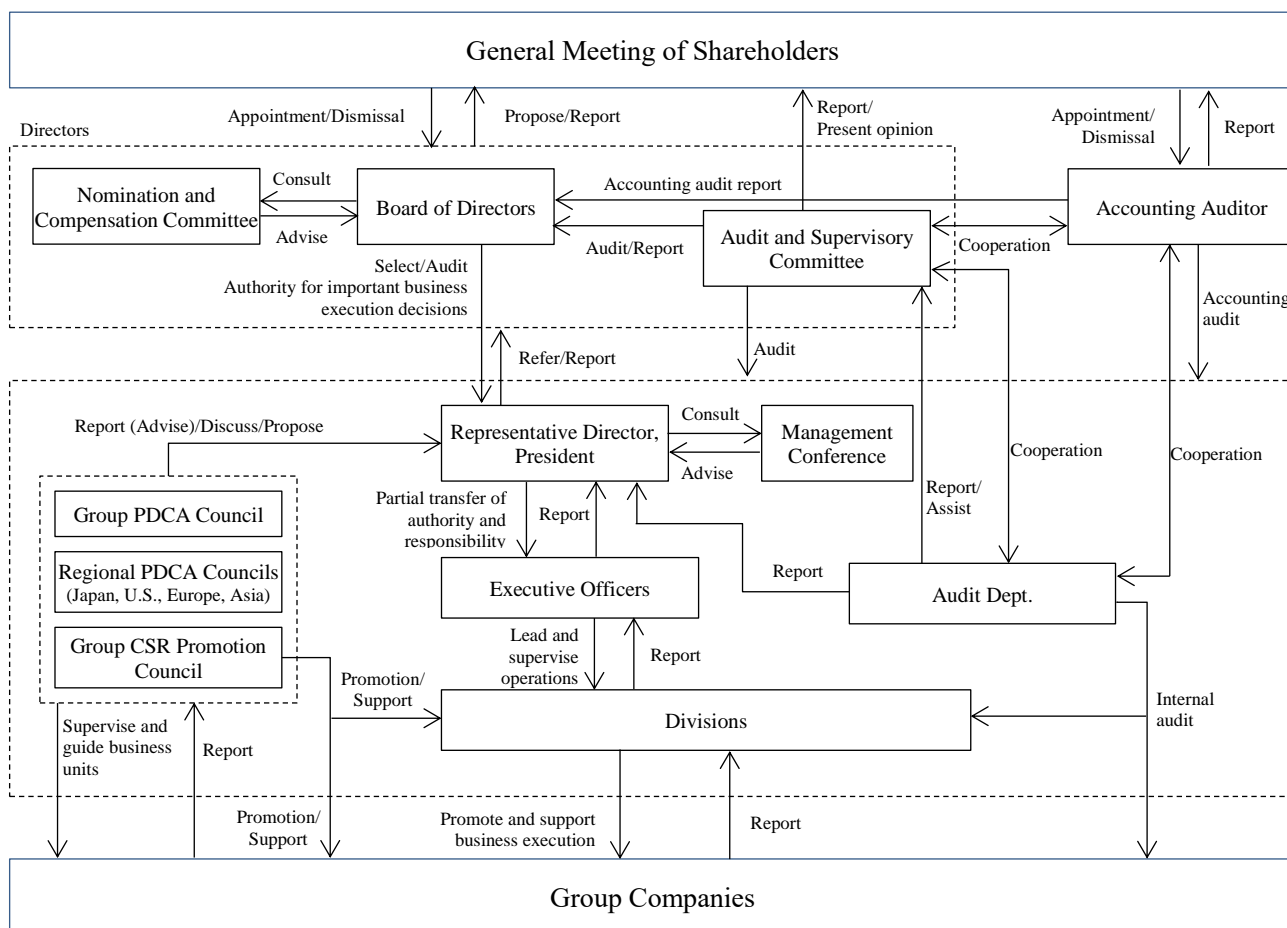 General Meeting of Shareholders
Appointment/Dismissal
Propose/Report
Report/
Present opinion
Appointment/
Dismissal
Report
Directors
Nomination and
Compensation Committee
Consult
Advise
Board of Directors
Accounting audit report
Audit/Report
Audit and Supervisory
Committee
Cooperation
Accounting Auditor
Select/Audit
Authority for important business
execution decisions
Accounting
audit
Refer/Report
Audit
Report (Advise)/Discuss/Propose
Representative Director,
President
Consult
Advise
Management
Conference
Cooperation
Cooperation
Report/
Assist
Group PDCA Council
Regional PDCA Councils
(Japan, U.S., Europe, Asia)
Group CSR Promotion
Council
Partial transfer of
authority and
responsibility
Report
Executive Officers
Report
Audit Dept.
Lead and
supervise
operations
Report
Promotion/
Support
Divisions
Internal
audit
Supervise and
guide business
units
Report
Promotion/
Support
Promote and support
business execution
Report
Group Companies